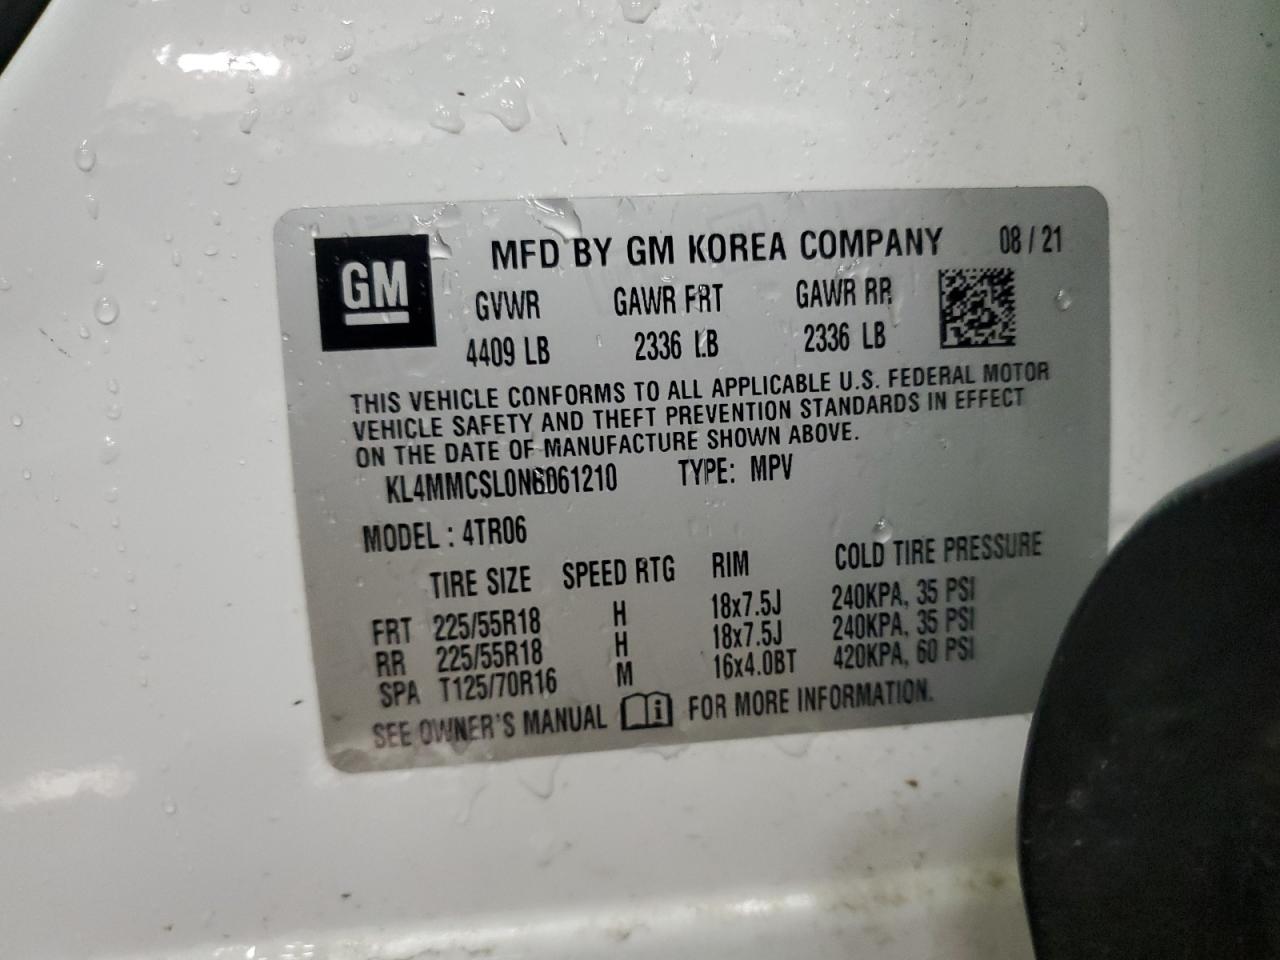 GM
MFD BY GM KOREA COMPANY 08 / 21
GVWR GAWR FRT GAWR RR
4409 LB 2336 LB 2336 LB
THIS VEHICLE CONFORMS TO ALL APPLICABLE U.S. FEDERAL MOTOR
VEHICLE SAFETY AND THEFT PREVENTION STANDARDS IN EFFECT
ON THE DATE OF MANUFACTURE SHOWN ABOVE.
KL4MMCSL0NB061210 TYPE: MPV
MODEL : 4TR06
TIRE SIZE SPEED RTG RIM COLD TIRE PRESSURE
FRT 225/55R18 H 18x7.5J 240KPA, 35 PSI
RR 225/55R18 H 18x7.5J 240KPA, 35 PSI
SPA T125/70R16 M 16x4.0BT 420KPA, 60 PSI
SEE OWNER'S MANUAL i FOR MORE INFORMATION.